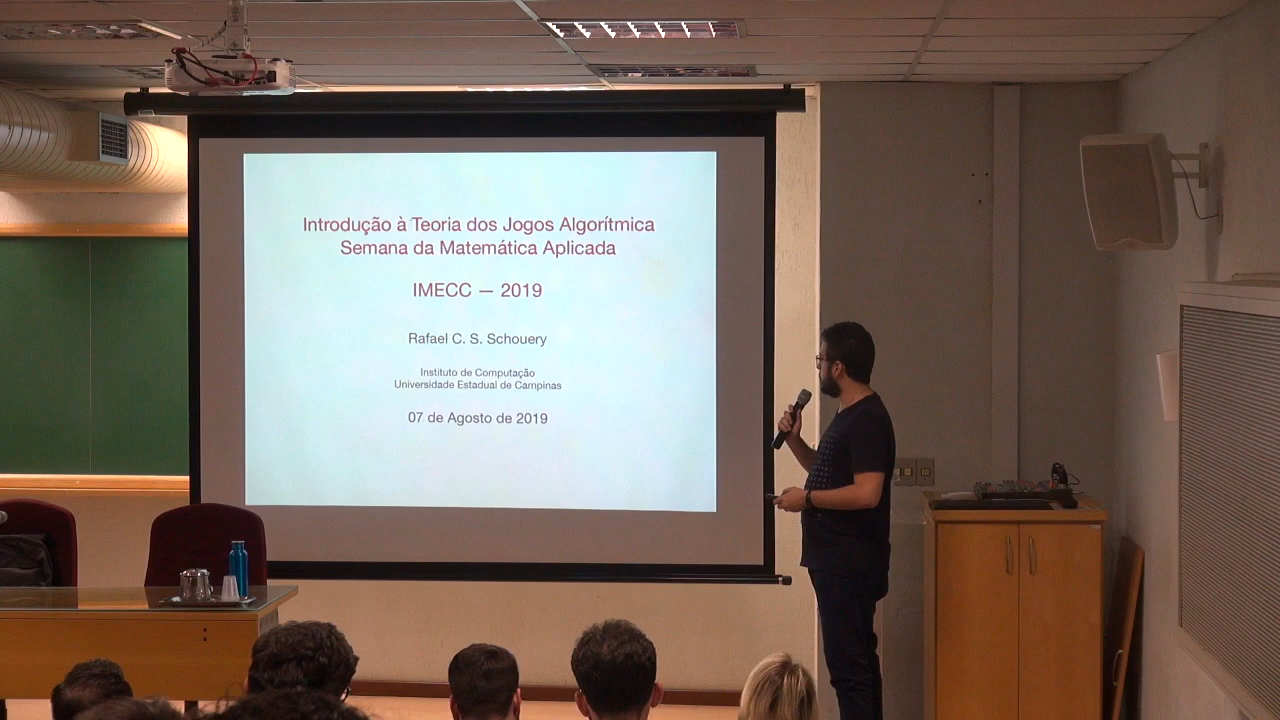 Introdução à Teoria dos Jogos Algorítmica
Semana da Matemática Aplicada
IMECC — 2019
Rafael C. S. Schouery
Instituto de Computação
Universidade Estadual de Campinas
07 de Agosto de 2019